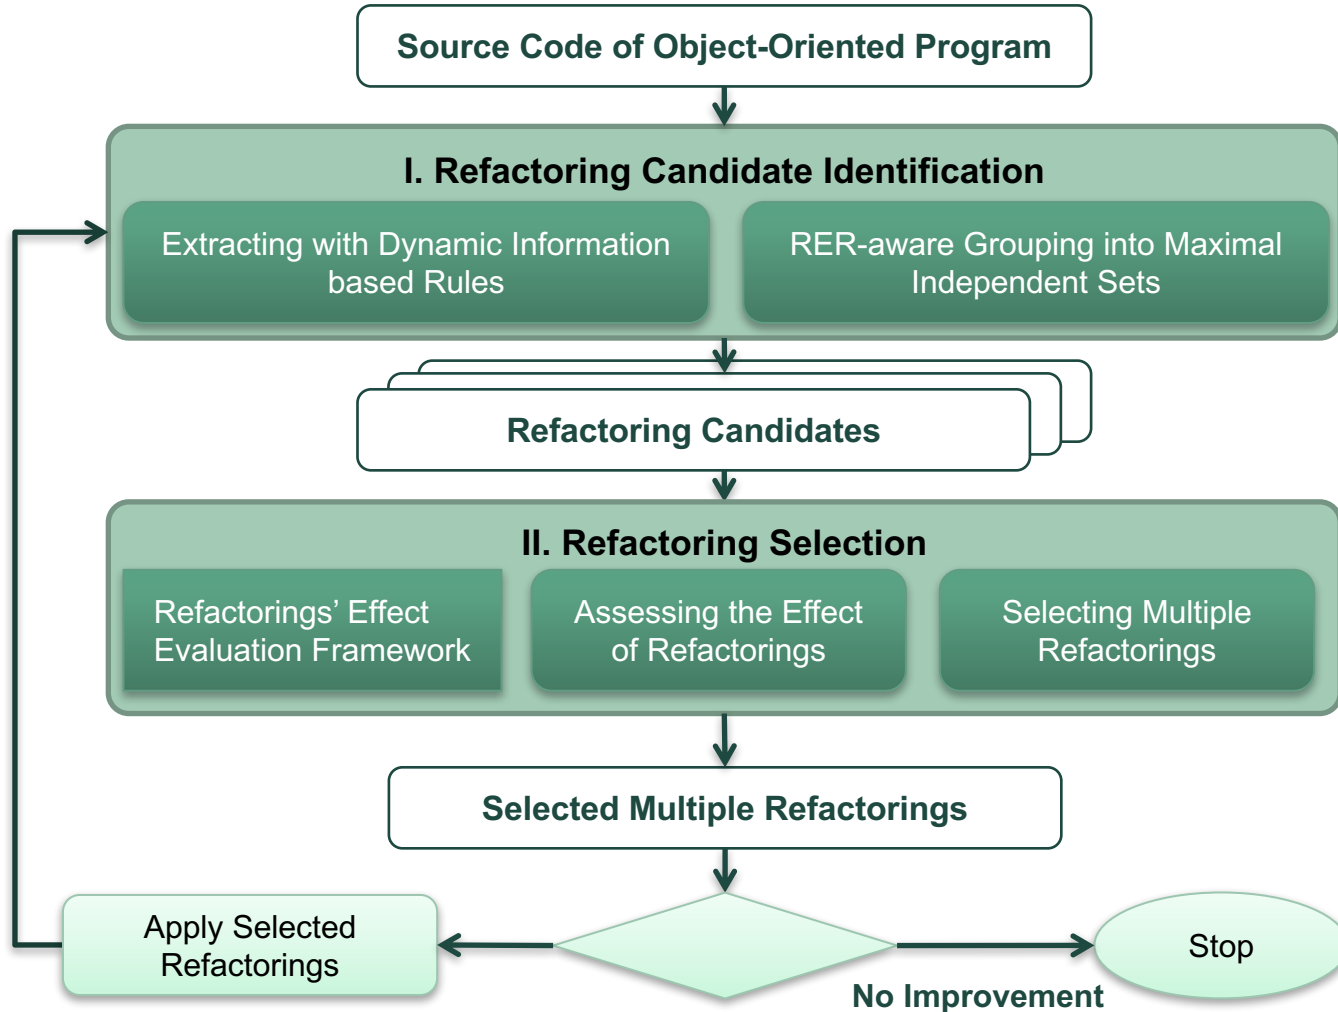 Source Code of Object-Oriented Program
I. Refactoring Candidate Identification
Extracting with Dynamic Information
based Rules
RER-aware Grouping into Maximal
Independent Sets
Refactoring Candidates
II. Refactoring Selection
Refactorings’ Effect
Evaluation Framework
Assessing the Effect
of Refactorings
Selecting Multiple
Refactorings
Selected Multiple Refactorings
Apply Selected
Refactorings
Stop
No Improvement